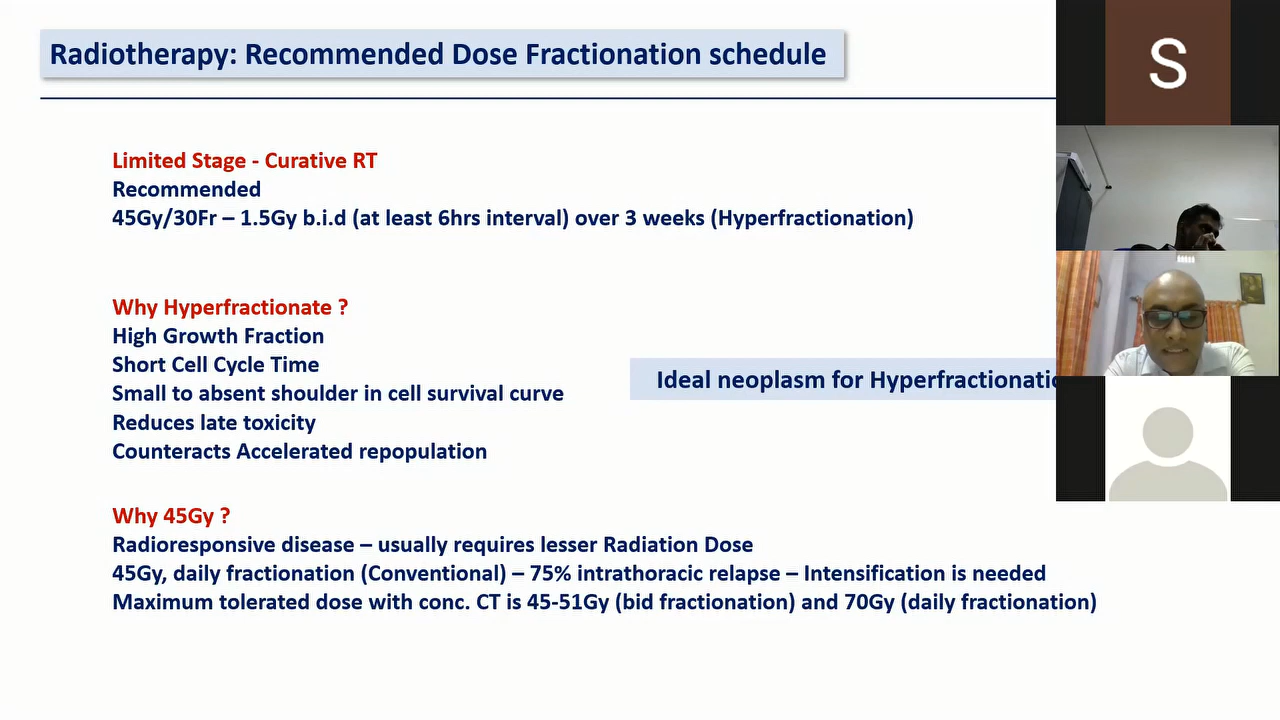 Radiotherapy: Recommended Dose Fractionation schedule
Limited Stage - Curative RT
Recommended
45Gy/30Fr – 1.5Gy b.i.d (at least 6hrs interval) over 3 weeks (Hyperfractionation)
Why Hyperfractionate ?
High Growth Fraction
Short Cell Cycle Time
Small to absent shoulder in cell survival curve
Reduces late toxicity
Counteracts Accelerated repopulation
Ideal neoplasm for
Why 45Gy ?
Radioresponsive disease – usually requires lesser Radiation Dose
45Gy, daily fractionation (Conventional) – 75% intrathoracic relapse – Intensification is needed
Maximum tolerated dose with conc. CT is 45-51Gy (bid fractionation) and 70Gy (daily fractionation)
S